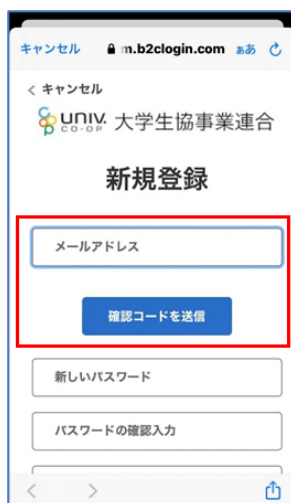 キャンセル m.b2clogin.com ぁあ
< キャンセル
UNIV. CO-OP 大学生協事業連合
新規登録
メールアドレス
確認コードを送信
新しいパスワード
パスワードの確認入力